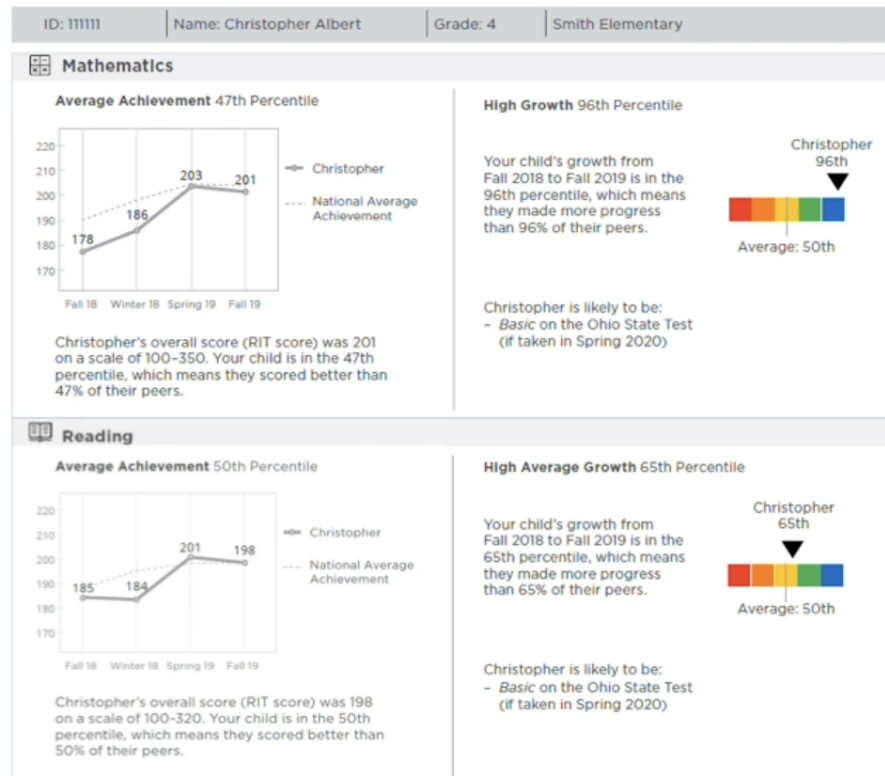 ID: 111111 Name: Christopher Albert Grade: 4 Smith Elementary
Mathematics
Average Achievement 47th Percentile
220
210
200
190
180
170
178
186
203
201
Fall 18 Winter 18 Spring 19 Fall 19
Christopher
National Average
Achievement
Christopher's overall score (RIT score) was 201
on a scale of 100-350. Your child is in the 47th
percentile, which means they scored better than
47% of their peers.
High Growth 96th Percentile
Your child's growth from
Fall 2018 to Fall 2019 is in the
96th percentile, which means
they made more progress
than 96% of their peers.
Christopher
96th
Average: 50th
Christopher is likely to be:
- Basic on the Ohio State Test
(if taken in Spring 2020)
Reading
Average Achievement 50th Percentile
220
210
200
190
180
170
185
184
201
198
Fall 18 Winter 18 Spring 19 Fall 19
Christopher
National Average
Achievement
Christopher's overall score (RIT score) was 198
on a scale of 100-320. Your child is in the 50th
percentile, which means they scored better than
50% of their peers.
High Average Growth 65th Percentile
Your child's growth from
Fall 2018 to Fall 2019 is in the
65th percentile, which means
they made more progress
than 65% of their peers.
Christopher
65th
Average: 50th
Christopher is likely to be:
- Basic on the Ohio State Test
(if taken in Spring 2020)